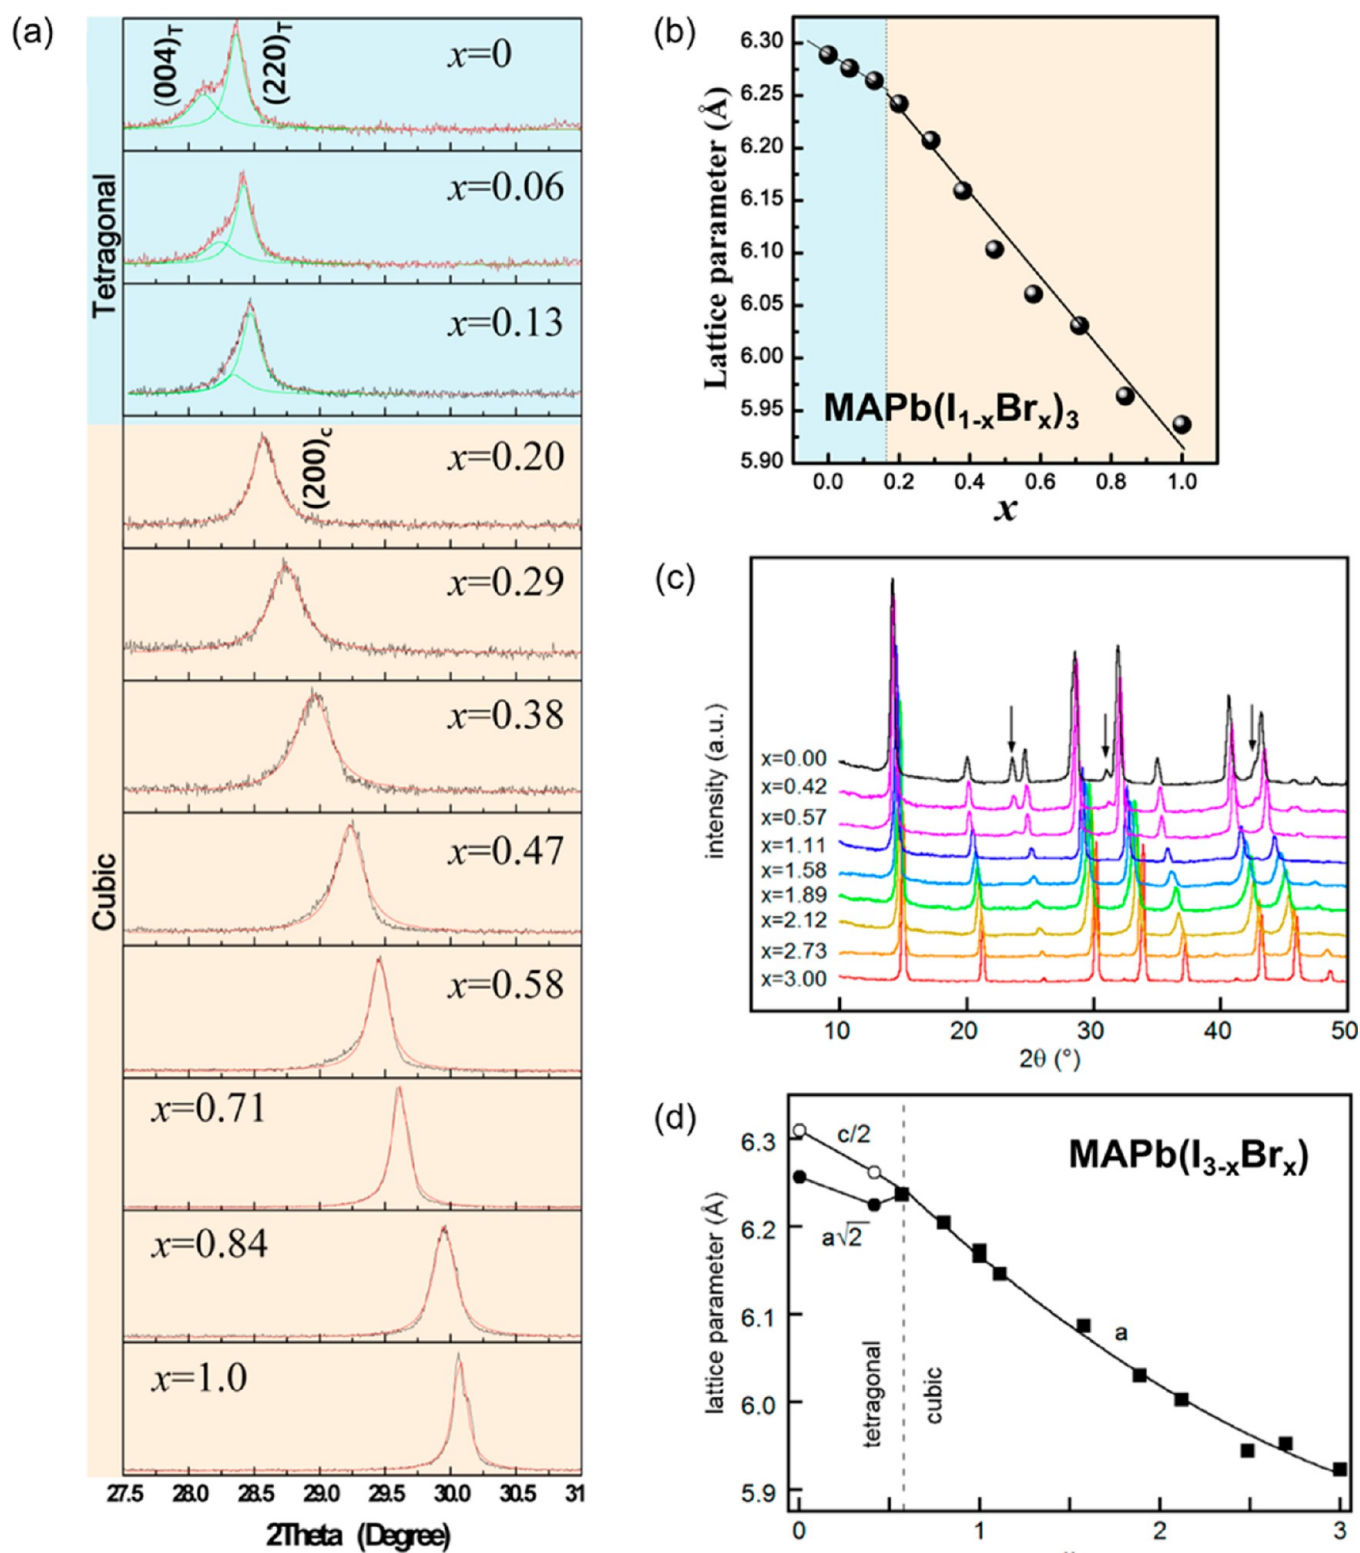 (a)
(004)T
(220)T
x=0
x=0.06
x=0.13
Tetragonal
(200)c
x=0.20
x=0.29
x=0.38
x=0.47
x=0.58
x=0.71
x=0.84
x=1.0
Cubic
27.5 28.0 28.5 29.0 29.5 30.0 30.5 31
2Theta (Degree)
(b)
Lattice parameter (Å)
6.30
6.25
6.20
6.15
6.10
6.05
6.00
5.95
5.90
MAPb(I1-xBrx)3
0.0 0.2 0.4 0.6 0.8 1.0
x
(c)
intensity (a.u.)
x=0.00
x=0.42
x=0.57
x=1.11
x=1.58
x=1.89
x=2.12
x=2.73
x=3.00
10 20 30 40 50
2θ (°)
(d)
lattice parameter (Å)
6.3
6.2
6.1
6.0
5.9
c/2
a√2
a
MAPb(I3-xBrx)
tetragonal
cubic
0 1 2 3